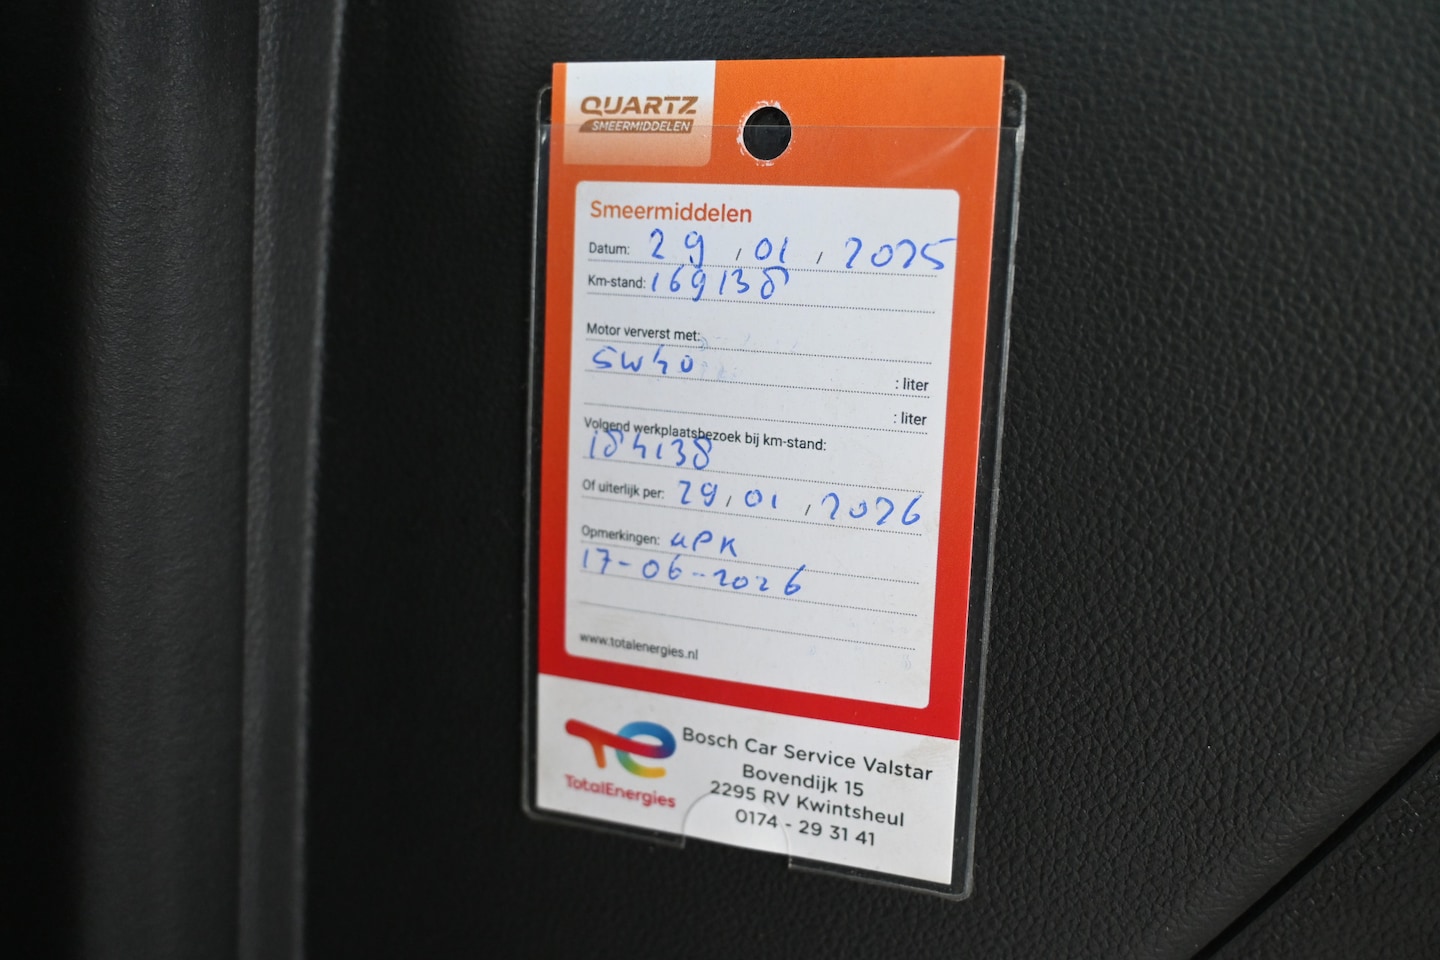 QUARTZ
SMEERMIDDELEN
Smeermiddelen
Datum: 29, 01, 2025
Km-stand: 169138
Motor ververst met:
5W40 : liter
: liter
Volgend werkplaatsbezoek bij km-stand:
184138
Of uiterlijk per: 29, 01, 2026
Opmerkingen: APK
17-06-2026
www.totalenergies.nl
TotalEnergies
Bosch Car Service Valstar
Bovendijk 15
2295 RV Kwintsheul
0174 - 29 31 41